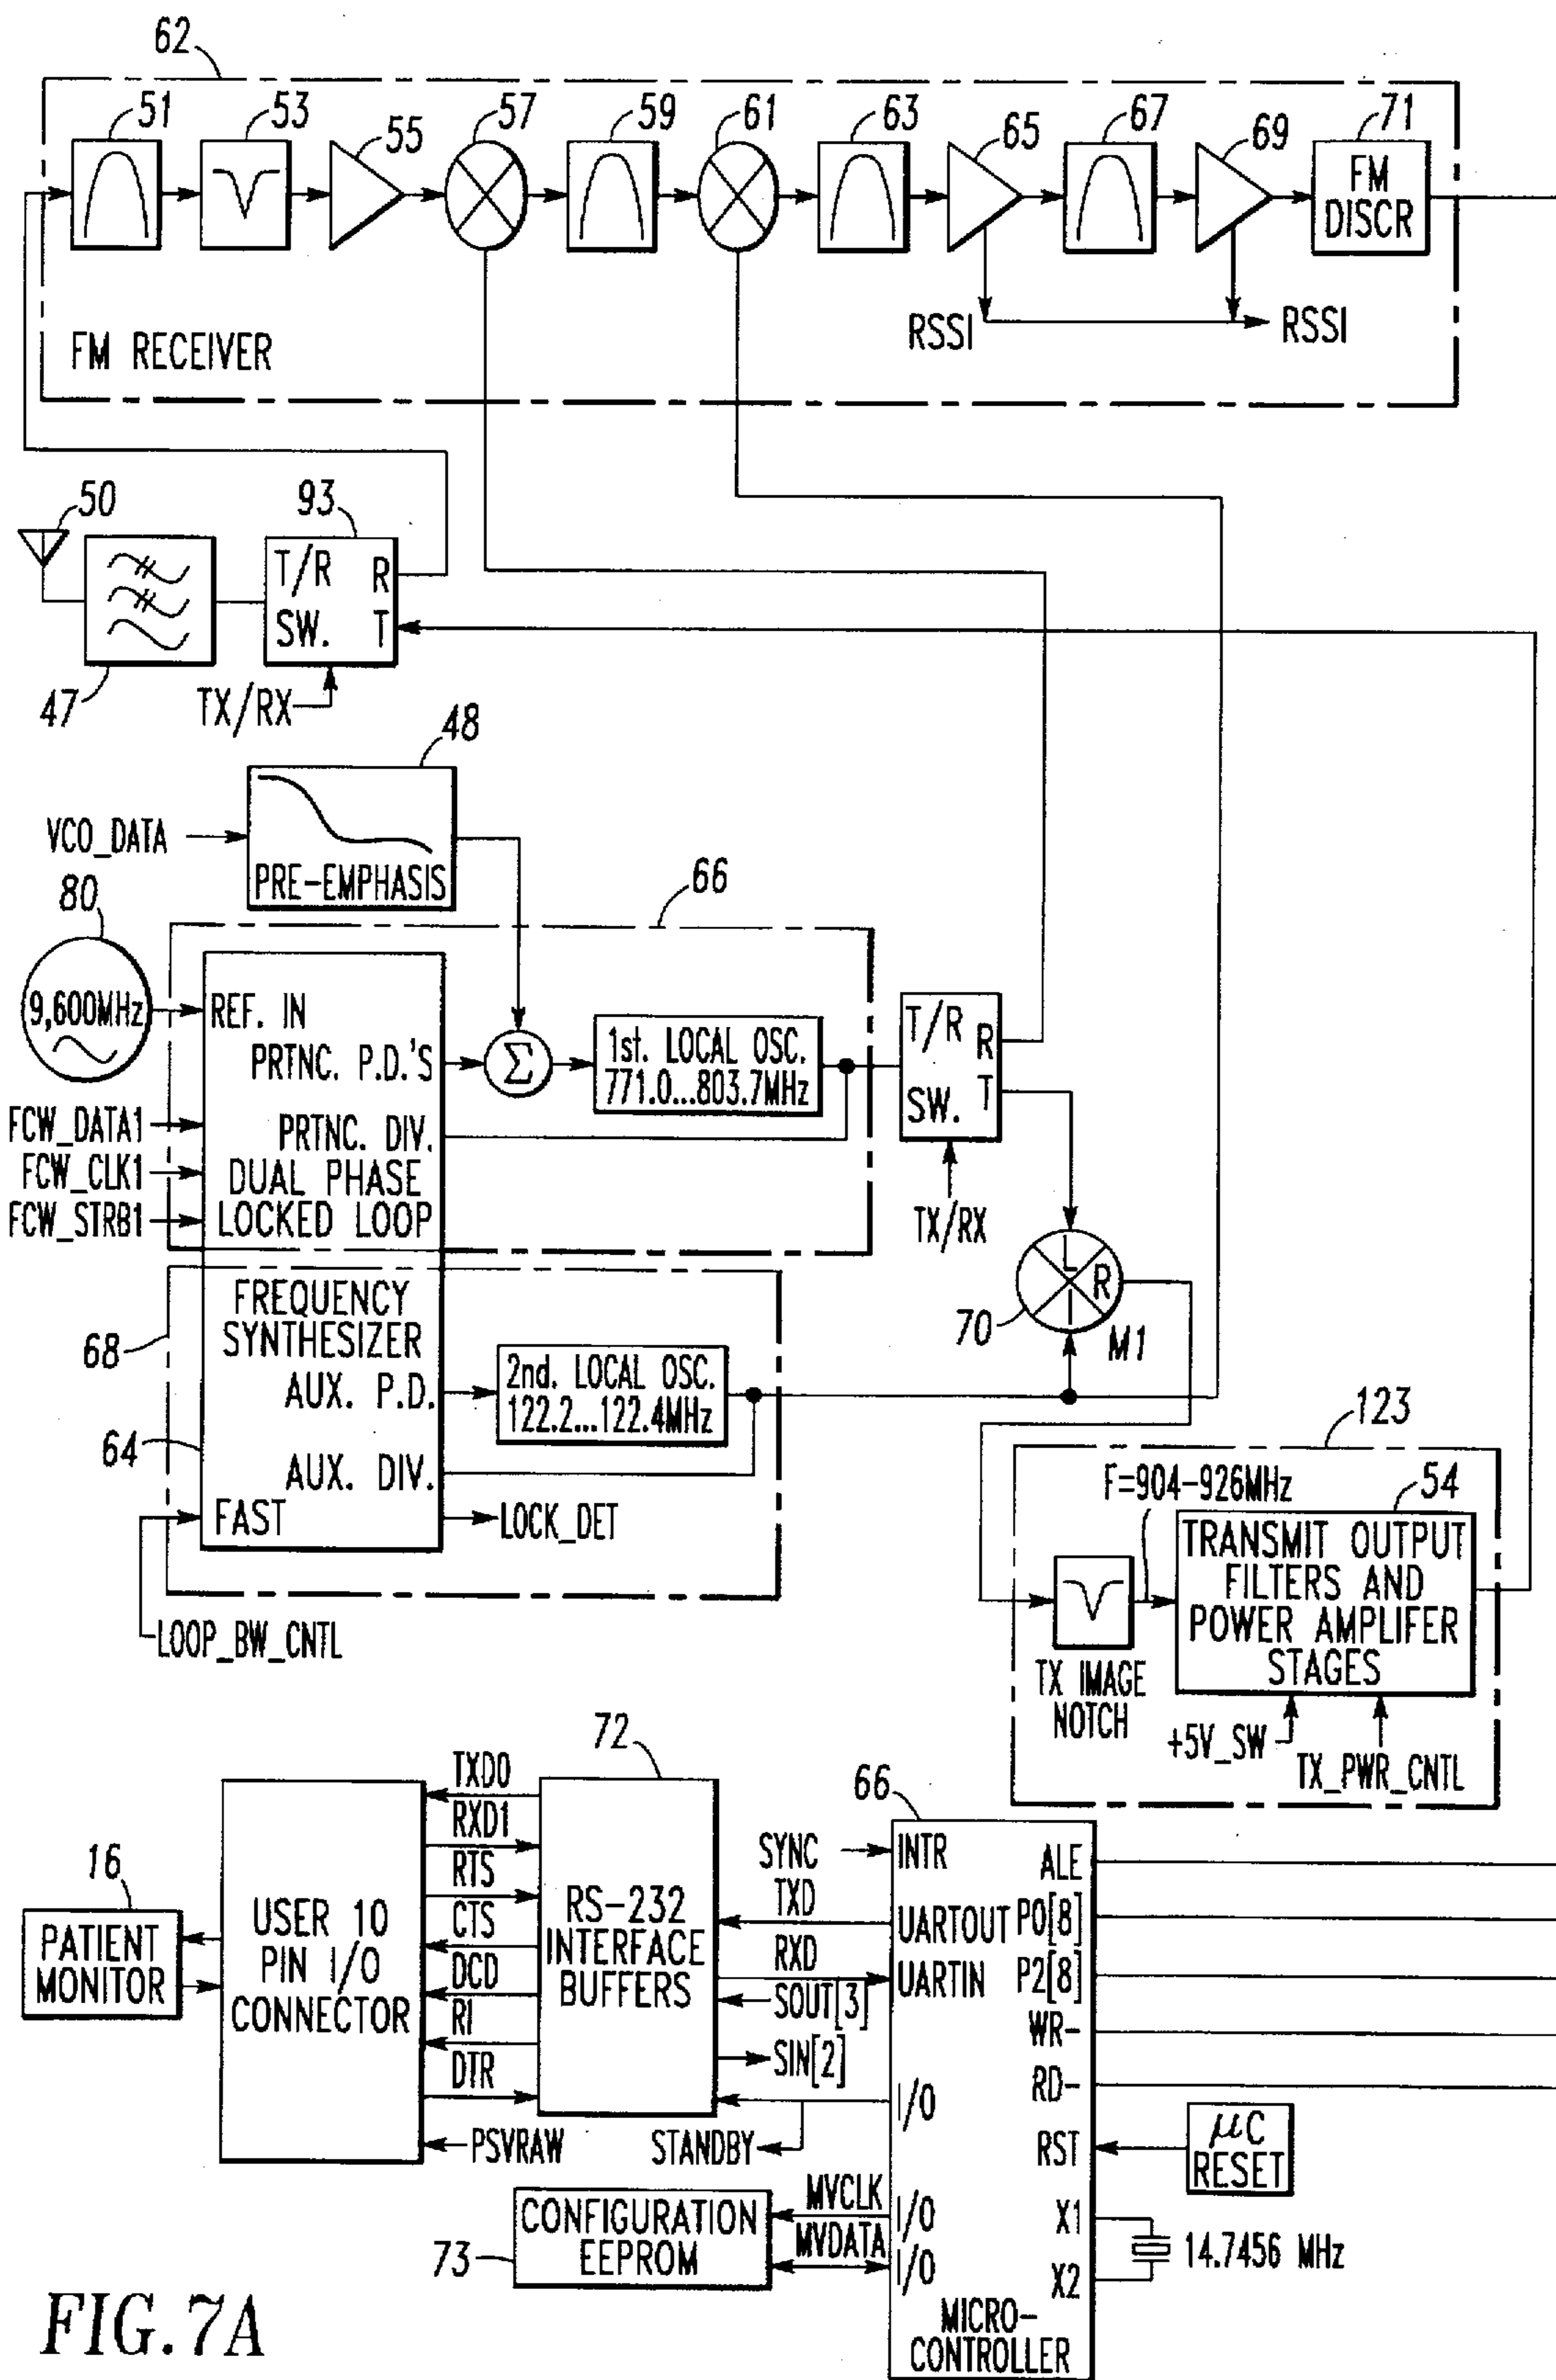 62
51
53
55
57
59
61
63
65
67
69
71
FM
DISCR
RSSI
RSSI
FM RECEIVER
50
93
T/R
R
SW.
T
47
TX/RX
48
VCO_DATA
PRE-EMPHASIS
80
66
9,600MHz
REF. IN
PRTNC. P.D.'S
Σ
1st. LOCAL OSC.
771.0...803.7MHz
T/R
R
SW.
T
FCW_DATA1
FCW_CLK1
FCW_STRB1
PRTNC. DIV.
DUAL PHASE
LOCKED LOOP
TX/RX
L
R
I
70
M1
68
FREQUENCY
SYNTHESIZER
AUX. P.D.
2nd. LOCAL OSC.
122.2...122.4MHz
64
AUX. DIV.
FAST
LOCK_DET
LOOP_BW_CNTL
123
F=904-926MHz
54
TRANSMIT OUTPUT
FILTERS AND
POWER AMPLIFER
STAGES
TX IMAGE
NOTCH
+5V_SW
TX_PWR_CNTL
72
66
16
PATIENT
MONITOR
USER 10
PIN I/O
CONNECTOR
TXDO
RXD1
RTS
CTS
DCD
RI
DTR
PSVRAW
RS-232
INTERFACE
BUFFERS
SYNC
TXD
RXD
SOUT[3]
SIN[2]
STANDBY
INTR
UARTOUT
UARTIN
I/O
ALE
P0[8]
P2[8]
WR-
RD-
RST
μC
RESET
CONFIGURATION
EEPROM
73
MVCLK
MVDATA
I/O
I/O
X1
X2
14.7456 MHz
MICRO-
CONTROLLER
FIG. 7A